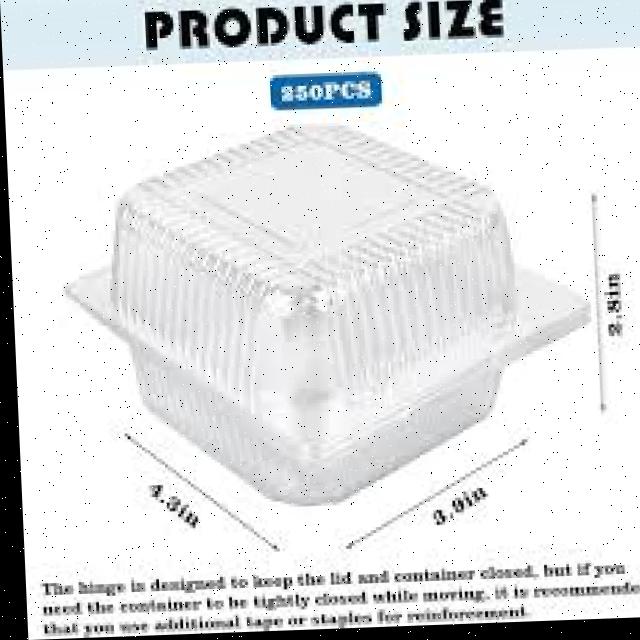 PRODUCT SIZE
250PCS
2.8in
4.3in
3.9in
The hinge is designed to keep the lid and container closed, but if you
need the container to be tightly closed while moving, it is recommende
that you use additional tape or staples for reinforcement.